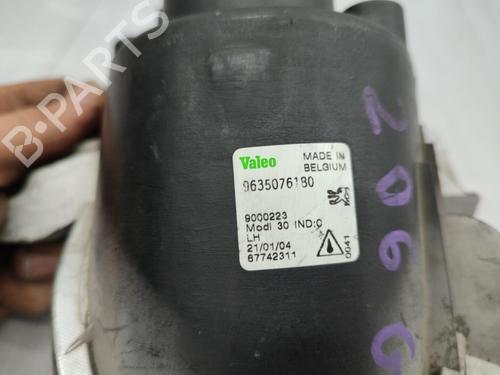 B-PARTS
Valeo
MADE IN
BELGIUM
9635076180
9000223
Modi 30 IND:0
LH
21/01/04
67742311
0041
206 G